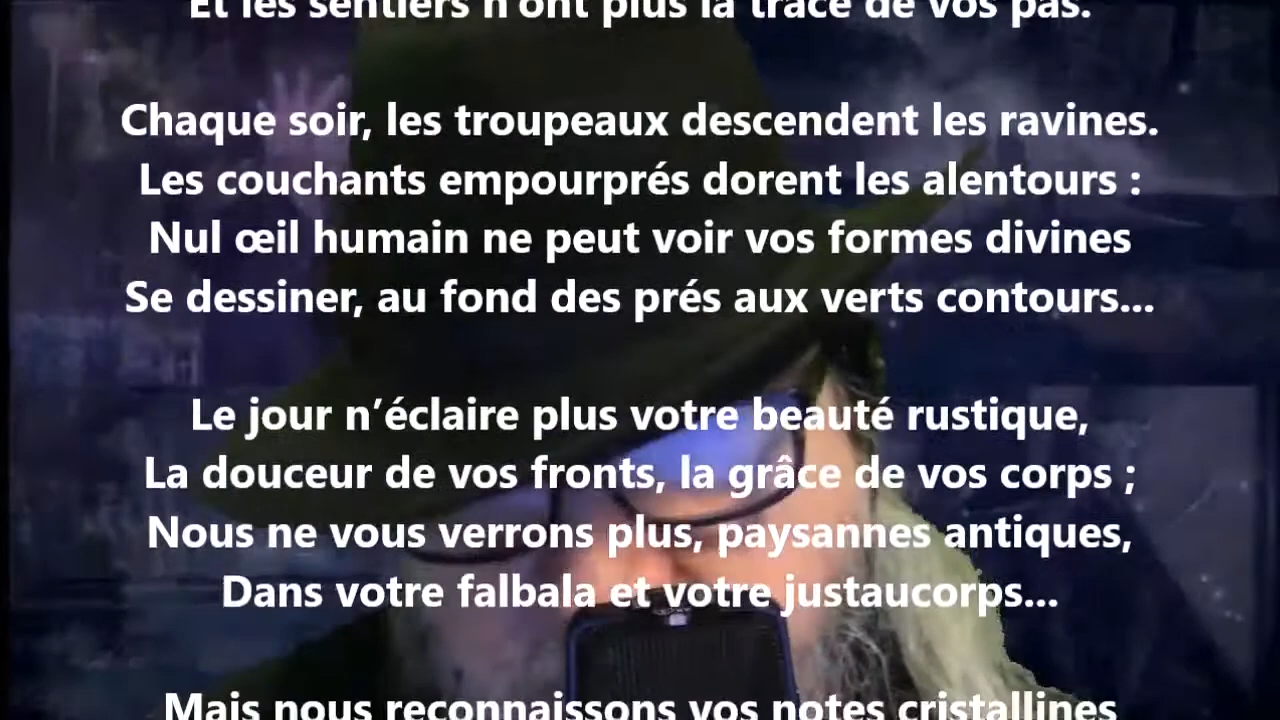 Et les sentiers n'ont plus la trace de vos pas.
Chaque soir, les troupeaux descendent les ravines.
Les couchants empourprés dorent les alentours :
Nul œil humain ne peut voir vos formes divines
Se dessiner, au fond des prés aux verts contours...
Le jour n’éclaire plus votre beauté rustique,
La douceur de vos fronts, la grâce de vos corps ;
Nous ne vous verrons plus, paysannes antiques,
Dans votre falbala et votre justaucorps...
Mais nous reconnaissons vos notes cristallines